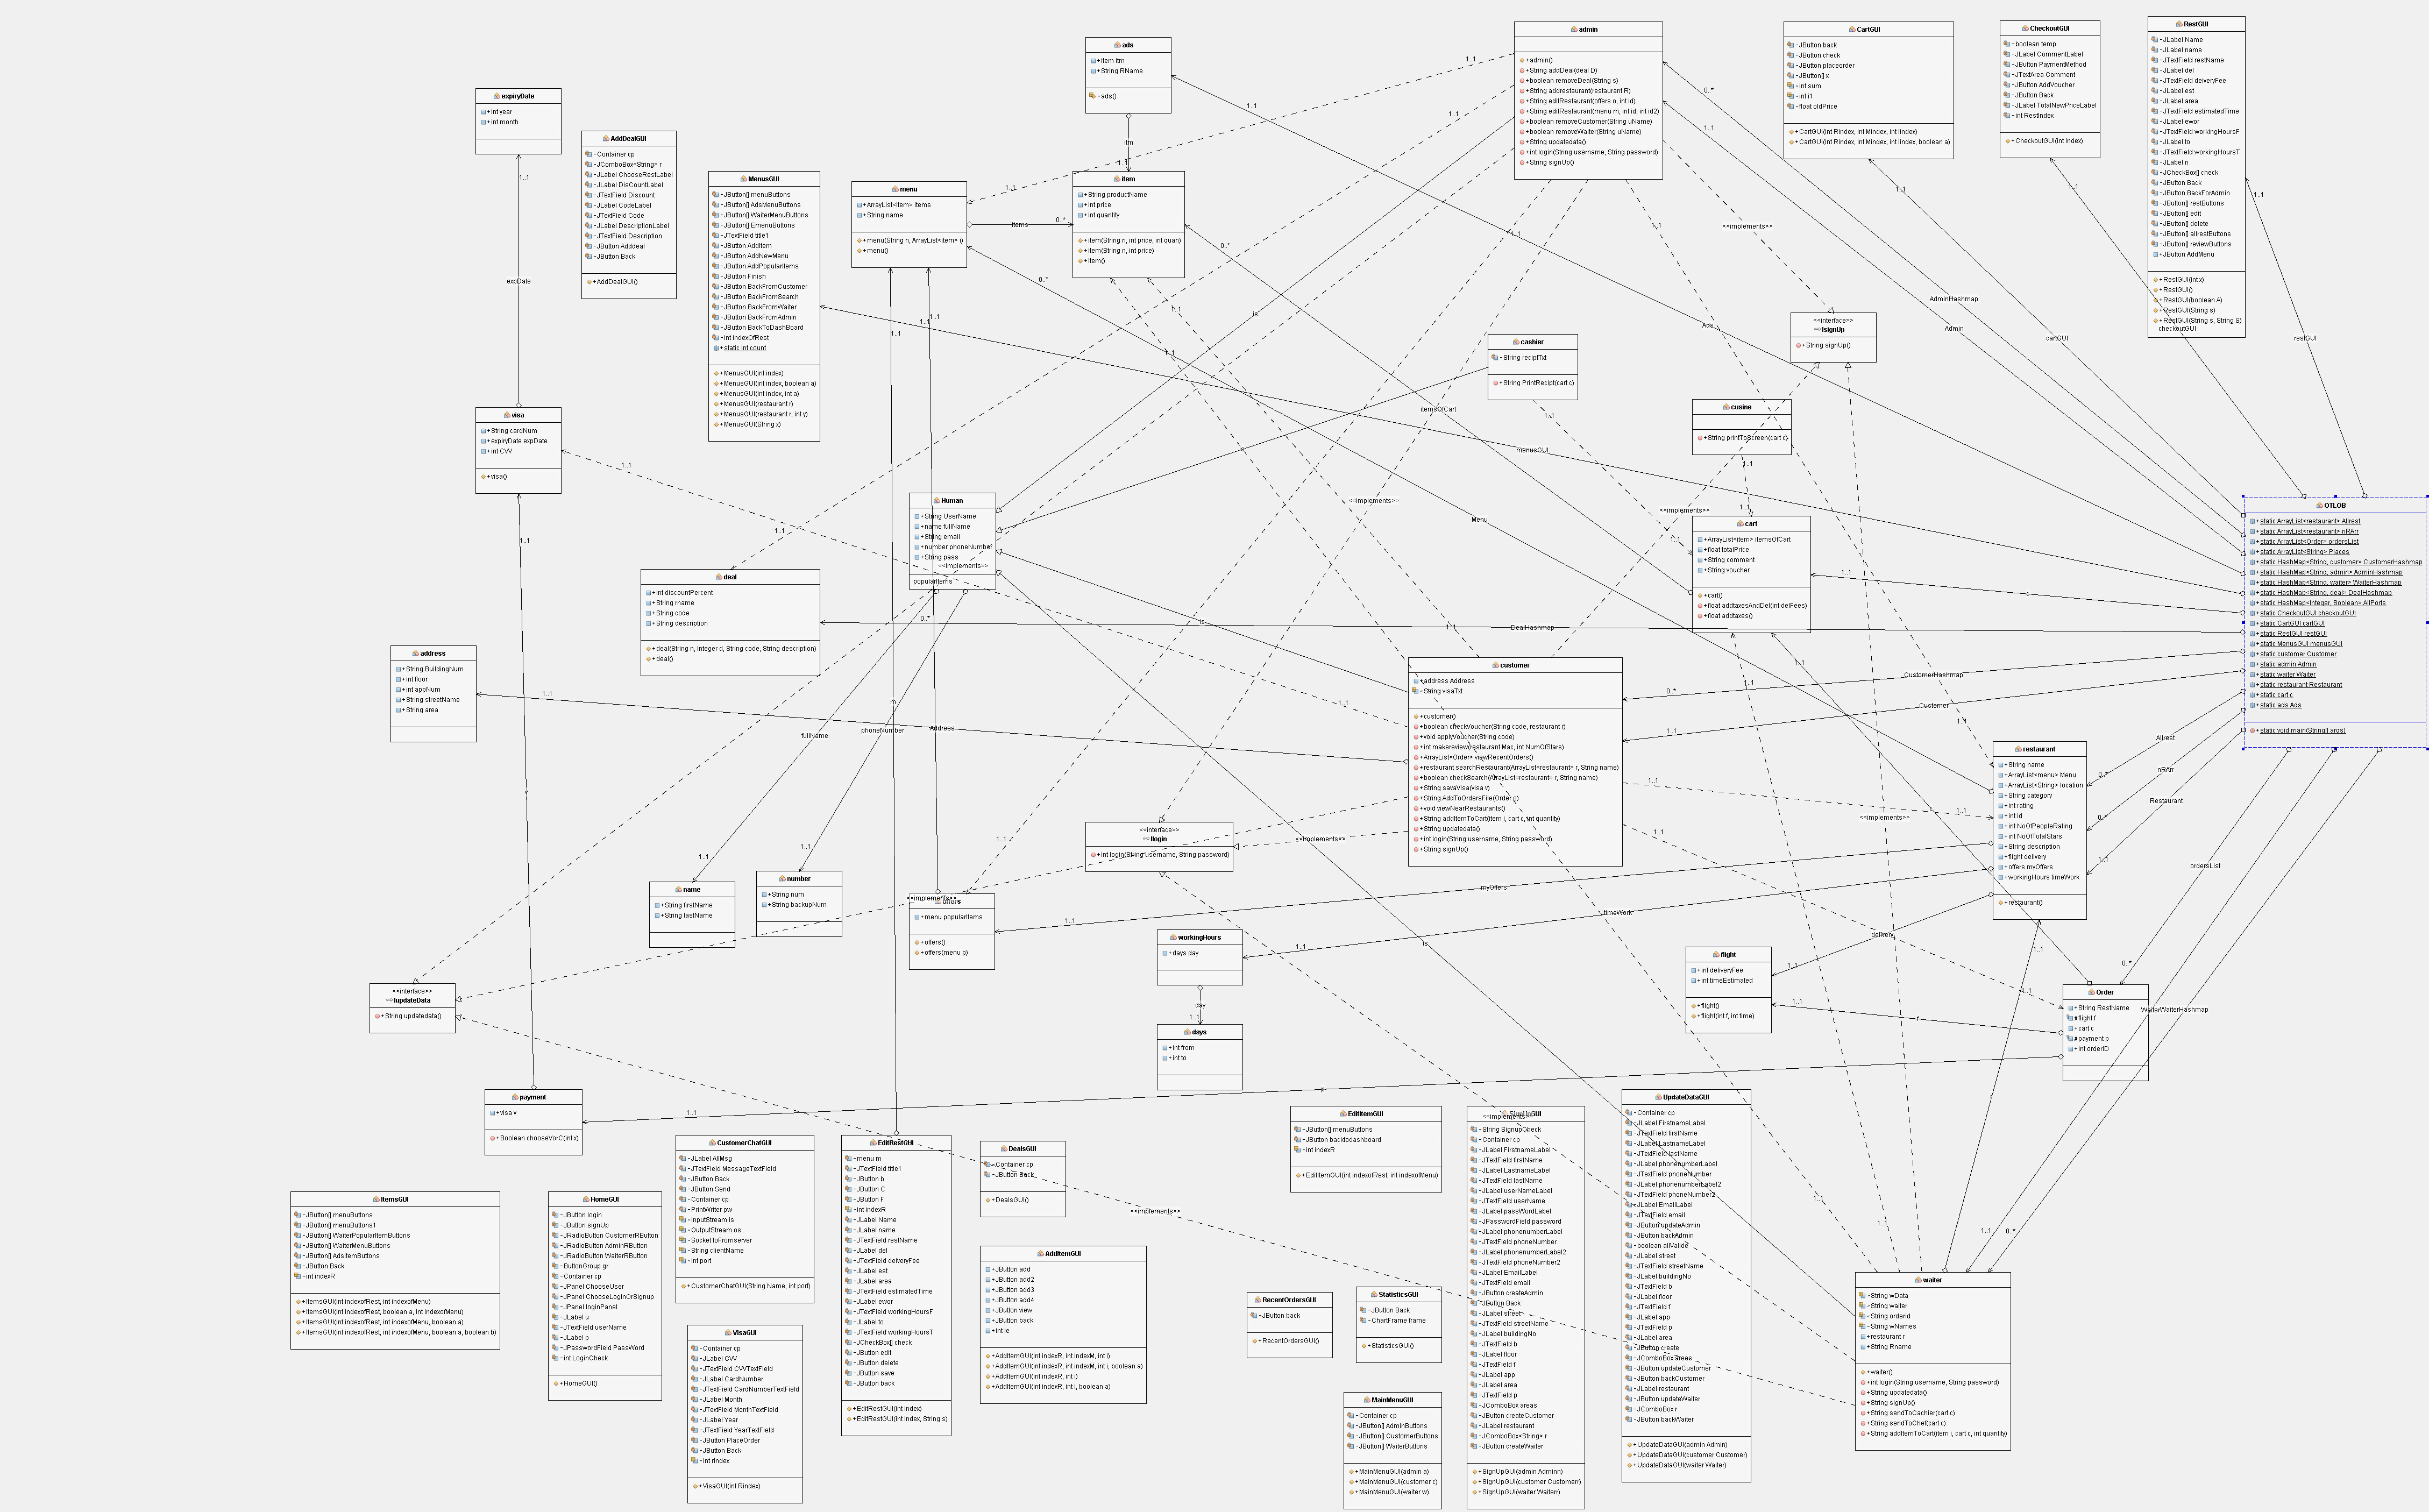 expiryDate
+int year
+int month
1..1
expDate
AddDealGUI
-Container cp
-JComboBox<String> r
-JLabel ChooseRestLabel
-JLabel DisCountLabel
-JTextField Discount
-JLabel CodeLabel
-JTextField Code
-JLabel DescriptionLabel
-JTextField Description
-JButton Adddeal
-JButton Back
+AddDealGUI()
MenusGUI
-JButton[] menuButtons
-JButton[] AdsMenuButtons
-JButton[] WaiterMenuButtons
-JButton[] EmenuButtons
-JTextField title1
-JButton AddItem
-JButton AddNewMenu
-JButton AddPopularItems
-JButton Finish
-JButton BackFromCustomer
-JButton BackFromSearch
-JButton BackFromWaiter
-JButton BackFromAdmin
-JButton BackToDashBoard
-int indexOfRest
+static int count
+MenusGUI(int index)
+MenusGUI(int index, boolean a)
+MenusGUI(int index, int a)
+MenusGUI(restaurant r)
+MenusGUI(restaurant r, int y)
+MenusGUI(String x)
menu
+ArrayList<item> items
+String name
+menu(String n, ArrayList<item> i)
+menu()
items
0..*
ads
+item itm
+String RName
~ads()
itm
1..1
item
+String productName
+int price
+int quantity
+item(String n, int price, int quan)
+item(String n, int price)
+item()
admin
+admin()
+String addDeal(deal D)
+boolean removeDeal(String s)
+String addrestaurant(restaurant R)
+String editRestaurant(offers o, int id)
+String editRestaurant(menu m, int id, int id2)
+boolean removeCustomer(String uName)
+boolean removeWaiter(String uName)
+String updatedata()
+int login(String username, String password)
+String signUp()
CartGUI
-JButton back
-JButton check
-JButton placeorder
-JButton[] x
-int sum
-int i1
-float oldPrice
+CartGUI(int Rindex, int Mindex, int Iindex)
+CartGUI(int Rindex, int Mindex, int Iindex, boolean a)
CheckoutGUI
-boolean temp
-JLabel CommentLabel
-JButton PaymentMethod
-JTextArea Comment
-JButton AddVoucher
-JButton Back
-JLabel TotalNewPriceLabel
-int RestIndex
+CheckoutGUI(int Index)
RestGUI
-JLabel Name
-JLabel name
-JTextField restName
-JLabel del
-JTextField deiveryFee
-JLabel est
-JLabel area
-JTextField estimatedTime
-JLabel ewor
-JTextField workingHoursF
-JLabel to
-JTextField workingHoursT
-JLabel n
-JCheckBox[] check
-JButton Back
-JButton BackForAdmin
-JButton[] restButtons
-JButton[] edit
-JButton[] delete
-JButton[] allrestButtons
-JButton[] reviewButtons
+JButton AddMenu
+RestGUI(int x)
+RestGUI()
+RestGUI(boolean A)
+RestGUI(String s)
+RestGUI(String s, String S)
checkoutGUI
<<implements>>
<<interface>>
IsignUp
+String signUp()
AdminHashmap
Admin
Ads
cartGUI
restGUI
is
cashier
-String reciptTxt
+String PrintRecipt(cart c)
cusine
+String printToScreen(cart c)
itemsOfCart
menusGUI
Menu
visa
+String cardNum
+expiryDate expDate
+int CVV
+visa()
Human
+String UserName
+name fullName
+String email
+number phoneNumber
+String pass
<<implements>>
popularItems
<<implements>>
<<implements>>
cart
+ArrayList<item> itemsOfCart
+float totalPrice
+String comment
+String voucher
+cart()
+float addtaxesAndDel(int delFees)
+float addtaxes()
OTLOB
+static ArrayList<restaurant> Allrest
+static ArrayList<restaurant> nRArr
+static ArrayList<Order> ordersList
+static ArrayList<String> Places
+static HashMap<String, customer> CustomerHashmap
+static HashMap<String, admin> AdminHashmap
+static HashMap<String, waiter> WaiterHashmap
+static HashMap<String, deal> DealHashmap
+static HashMap<Integer, Boolean> AllPorts
+static CheckoutGUI checkoutGUI
+static CartGUI cartGUI
+static RestGUI restGUI
+static MenusGUI menusGUI
+static customer Customer
+static admin Admin
+static waiter Waiter
+static restaurant Restaurant
+static cart c
+static ads Ads
+static void main(String[] args)
deal
+int discountPercent
+String rname
+String code
+String description
+deal(String n, Integer d, String code, String description)
+deal()
DealHashmap
c
CustomerHashmap
Customer
address
+String BuildingNum
+int floor
+int appNum
+String streetName
+String area
customer
+address Address
-String visaTxt
+customer()
+boolean checkVoucher(String code, restaurant r)
+void applyVoucher(String code)
+int makereview(restaurant Mac, int NumOfStars)
+ArrayList<Order> viewRecentOrders()
+restaurant searchRestaurant(ArrayList<restaurant> r, String name)
+boolean checkSearch(ArrayList<restaurant> r, String name)
+String savaVisa(visa v)
+String AddToOrdersFile(Order p)
+void viewNearRestaurants()
+String addItemToCart(item i, cart c, int quantity)
+String updatedata()
+int login(String username, String password)
+String signUp()
restaurant
+String name
+ArrayList<menu> Menu
+ArrayList<String> location
+String category
+int rating
+int id
+int NoOfPeopleRating
+int NoOfTotalStars
+String description
+flight delivery
+offers myOffers
+workingHours timeWork
+restaurant()
Allrest
nRArr
Restaurant
ordersList
fullName
phoneNumber
Address
m
v
<<interface>>
Ilogin
+int login(String username, String password)
<<implements>>
<<implements>>
name
+String firstName
+String lastName
number
+String num
+String backupNum
<<implements>>
offers
+menu popularItems
+offers()
+offers(menu p)
myOffers
timeWork
delivery
workingHours
+days day
day
1..1
days
+int from
+int to
flight
+int deliveryFee
+int timeEstimated
+flight()
+flight(int f, int time)
Order
+String RestName
#flight f
+cart c
#payment p
+int orderID
Waiter
WaiterHashmap
<<interface>>
IupdateData
+String updatedata()
payment
+visa v
+Boolean chooseVorC(int x)
p
f
r
ItemsGUI
-JButton[] menuButtons
-JButton[] menuButtons1
-JButton[] WaiterPopularItemButtons
-JButton[] WaiterMenuButtons
-JButton[] AdsItemButtons
-JButton Back
-int indexR
+ItemsGUI(int indexofRest, int indexofMenu)
+ItemsGUI(int indexofRest, boolean a, int indexofMenu)
+ItemsGUI(int indexofRest, int indexofMenu, boolean a)
+ItemsGUI(int indexofRest, int indexofMenu, boolean a, boolean b)
HomeGUI
-JButton login
-JButton signUp
-JRadioButton CustomerRButton
-JRadioButton AdminRButton
-JRadioButton WaiterRButton
-ButtonGroup gr
-Container cp
-JPanel ChooseUser
-JPanel ChooseLoginOrSignup
-JPanel loginPanel
-JLabel u
-JTextField userName
-JLabel p
-JPasswordField PassWord
-int LoginCheck
+HomeGUI()
CustomerChatGUI
-JLabel AllMsg
-JTextField MessageTextField
-JButton Back
-JButton Send
-Container cp
-PrintWriter pw
-InputStream is
-OutputStream os
-Socket toFromserver
-String clientName
-int port
+CustomerChatGUI(String Name, int port)
VisaGUI
-Container cp
-JLabel CVV
-JTextField CVVTextField
-JLabel CardNumber
-JTextField CardNumberTextField
-JLabel Month
-JTextField MonthTextField
-JLabel Year
-JTextField YearTextField
-JButton PlaceOrder
-JButton Back
-int rIndex
+VisaGUI(int RIndex)
EditRestGUI
-menu m
-JTextField title1
-JButton b
-JButton C
-JButton F
-int indexR
-JLabel Name
-JLabel name
-JTextField restName
-JLabel del
-JTextField deiveryFee
-JLabel est
-JLabel area
-JTextField estimatedTime
-JLabel ewor
-JTextField workingHoursF
-JLabel to
-JTextField workingHoursT
-JCheckBox[] check
-JButton edit
-JButton delete
-JButton save
-JButton back
+EditRestGUI(int index)
+EditRestGUI(int index, String s)
DealsGUI
-Container cp
-JButton Back
+DealsGUI()
AddItemGUI
+JButton add
+JButton add2
+JButton add3
+JButton add4
+JButton view
+JButton back
+int ie
+AddItemGUI(int indexR, int indexM, int i)
+AddItemGUI(int indexR, int indexM, int i, boolean a)
+AddItemGUI(int indexR, int i)
+AddItemGUI(int indexR, int i, boolean a)
<<implements>>
EditItemGUI
-JButton[] menuButtons
-JButton backtodashboard
-int indexR
+EditItemGUI(int indexofRest, int indexofMenu)
RecentOrdersGUI
-JButton back
+RecentOrdersGUI()
StatisticsGUI
-JButton Back
-ChartFrame frame
+StatisticsGUI()
MainMenuGUI
-Container cp
-JButton[] AdminButtons
-JButton[] CustomerButtons
-JButton[] WaiterButtons
+MainMenuGUI(admin a)
+MainMenuGUI(customer c)
+MainMenuGUI(waiter w)
SignUpGUI
<<implements>>
-String SignupCheck
-Container cp
-JLabel FirstnameLabel
-JTextField firstName
-JLabel LastnameLabel
-JTextField lastName
-JLabel userNameLabel
-JTextField userName
-JLabel passWordLabel
-JPasswordField password
-JLabel phonenumberLabel
-JTextField phoneNumber
-JLabel phonenumberLabel2
-JTextField phoneNumber2
-JLabel EmailLabel
-JTextField email
-JButton createAdmin
-JButton Back
-JLabel street
-JTextField streetName
-JLabel buildingNo
-JTextField b
-JLabel floor
-JTextField f
-JLabel app
-JLabel area
-JTextField p
-JComboBox areas
-JButton createCustomer
-JLabel restaurant
-JComboBox<String> r
-JButton createWaiter
+SignUpGUI(admin Adminn)
+SignUpGUI(customer Customerr)
+SignUpGUI(waiter Waiterr)
UpdateDataGUI
-Container cp
-JLabel FirstnameLabel
-JTextField firstName
-JLabel LastnameLabel
-JTextField lastName
-JLabel phonenumberLabel
-JTextField phoneNumber
-JLabel phonenumberLabel2
-JTextField phoneNumber2
-JLabel EmailLabel
-JTextField email
-JButton updateAdmin
-JButton backAdmin
-boolean allValide
-JLabel street
-JTextField streetName
-JLabel buildingNo
-JTextField b
-JLabel floor
-JTextField f
-JLabel app
-JTextField p
-JLabel area
-JButton create
-JComboBox areas
-JButton updateCustomer
-JButton backCustomer
-JLabel restaurant
-JButton updateWaiter
-JComboBox r
-JButton backWaiter
+UpdateDataGUI(admin Admin)
+UpdateDataGUI(customer Customer)
+UpdateDataGUI(waiter Waiter)
waiter
-String wData
-String waiter
-String orderid
-String wNames
+restaurant r
+String Rname
+waiter()
+int login(String username, String password)
+String updatedata()
+String signUp()
+String sendToCachier(cart c)
+String sendToChef(cart c)
+String addItemToCart(item i, cart c, int quantity)